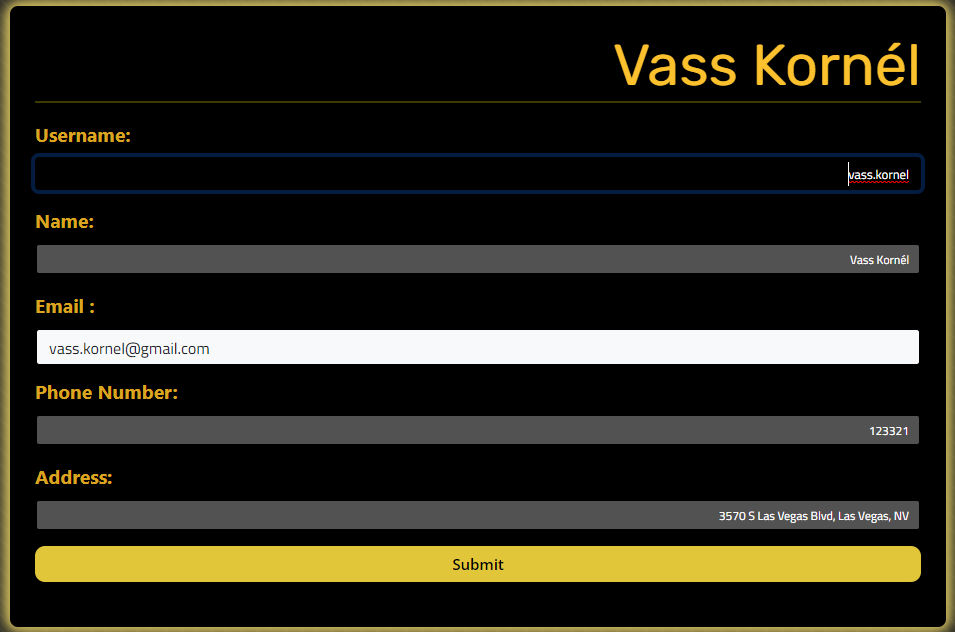 Vass Kornél
Username:
vass.kornel
Name:
Vass Kornél
Email :
vass.kornel@gmail.com
Phone Number:
123321
Address:
3570 S Las Vegas Blvd, Las Vegas, NV
Submit